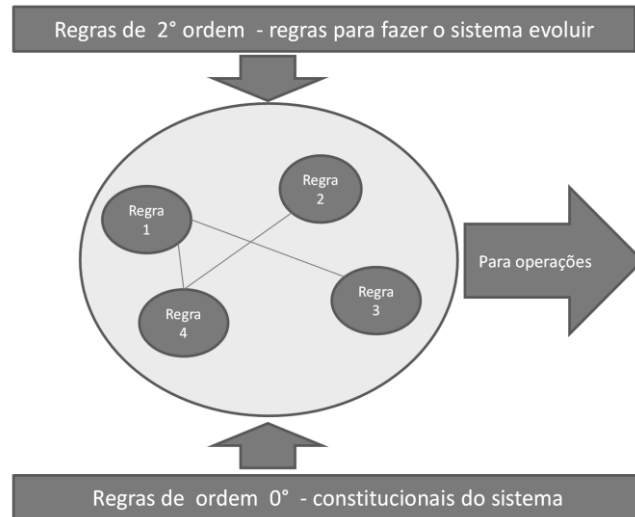 Regras de 2° ordem - regras para fazer o sistema evoluir
Regra
1
Regra
2
Para operações
Regra
3
Regra
4
Regras de ordem 0° - constitucionais do sistema